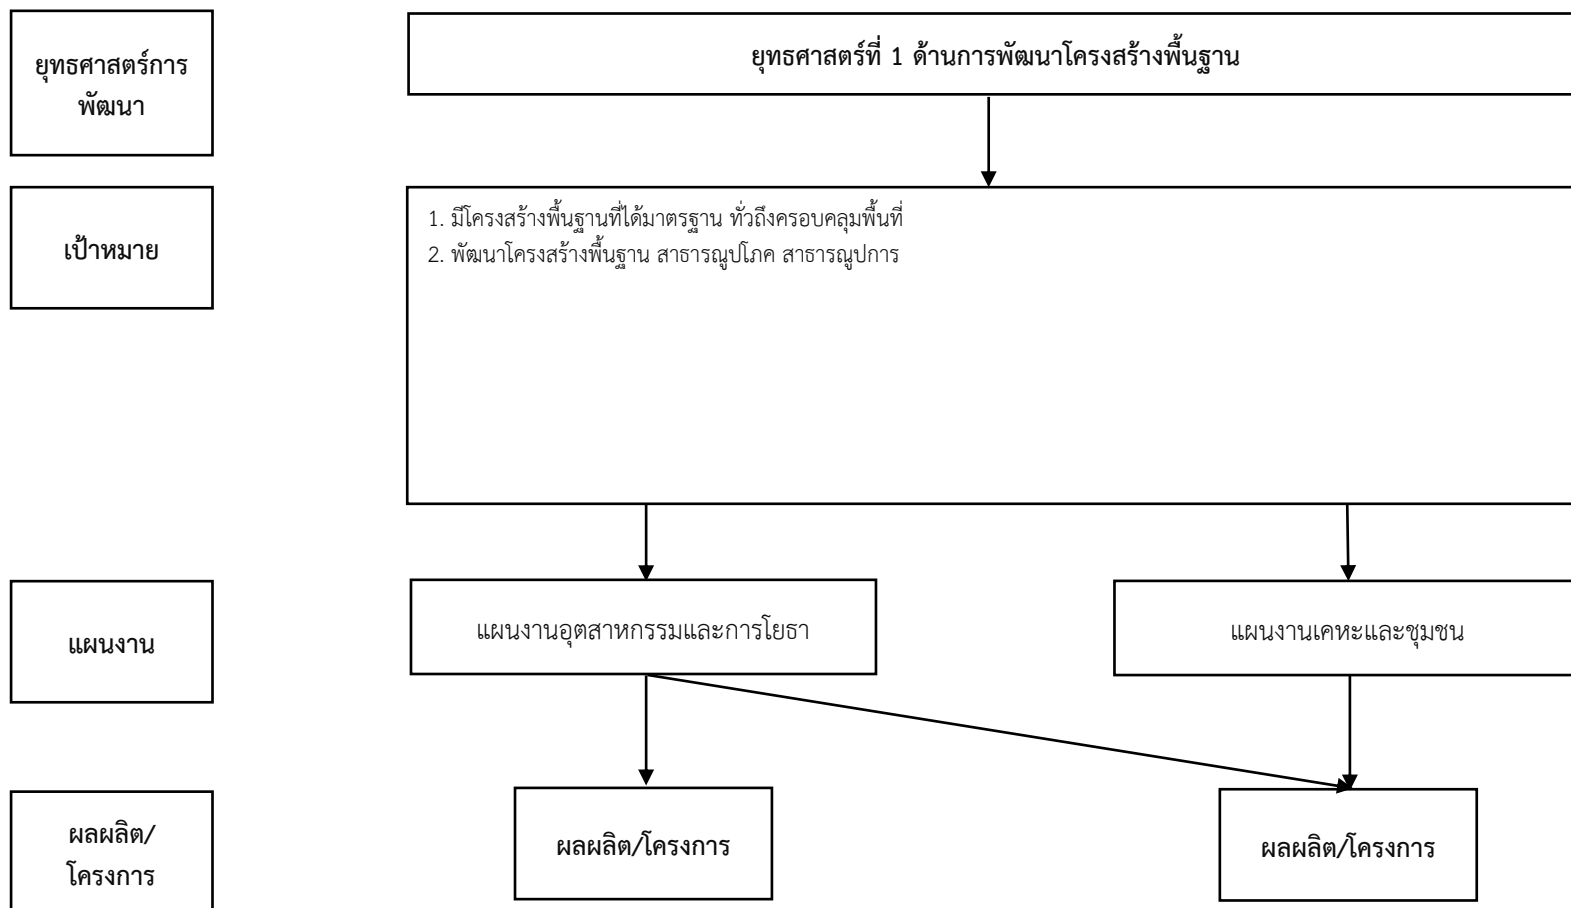 ยุทธศาสตร์การ
พัฒนา
ยุทธศาสตร์ที่ 1 ด้านการพัฒนาโครงสร้างพื้นฐาน
เป้าหมาย
1. มีโครงสร้างพื้นฐานที่ได้มาตรฐาน ทั่วถึงครอบคลุมพื้นที่
2. พัฒนาโครงสร้างพื้นฐาน สาธารณูปโภค สาธารณูปการ
แผนงาน
แผนงานอุตสาหกรรมและการโยธา
แผนงานเคหะและชุมชน
ผลผลิต/
โครงการ
ผลผลิต/โครงการ
ผลผลิต/โครงการ